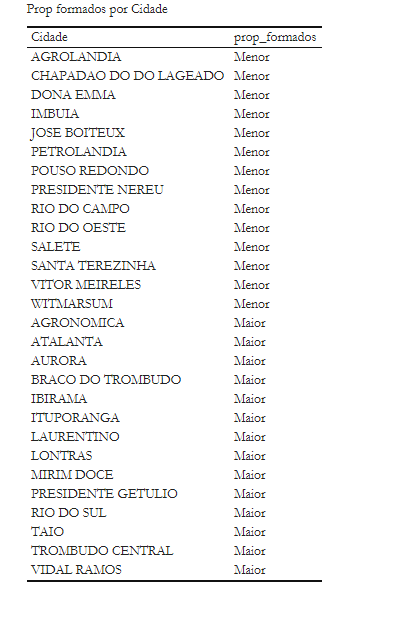 Prop formados por Cidade
Cidade prop_formados
AGROLANDIA Menor
CHAPADAO DO DO LAGEADO Menor
DONA EMMA Menor
IMBUIA Menor
JOSE BOITEUX Menor
PETROLANDIA Menor
POUSO REDONDO Menor
PRESIDENTE NEREU Menor
RIO DO CAMPO Menor
RIO DO OESTE Menor
SALETE Menor
SANTA TEREZINHA Menor
VITOR MEIRELES Menor
WITMARSUM Menor
AGRONOMICA Maior
ATALANTA Maior
AURORA Maior
BRACO DO TROMBUDO Maior
IBIRAMA Maior
ITUPORANGA Maior
LAURENTINO Maior
LONTRAS Maior
MIRIM DOCE Maior
PRESIDENTE GETULIO Maior
RIO DO SUL Maior
TAIO Maior
TROMBUDO CENTRAL Maior
VIDAL RAMOS Maior